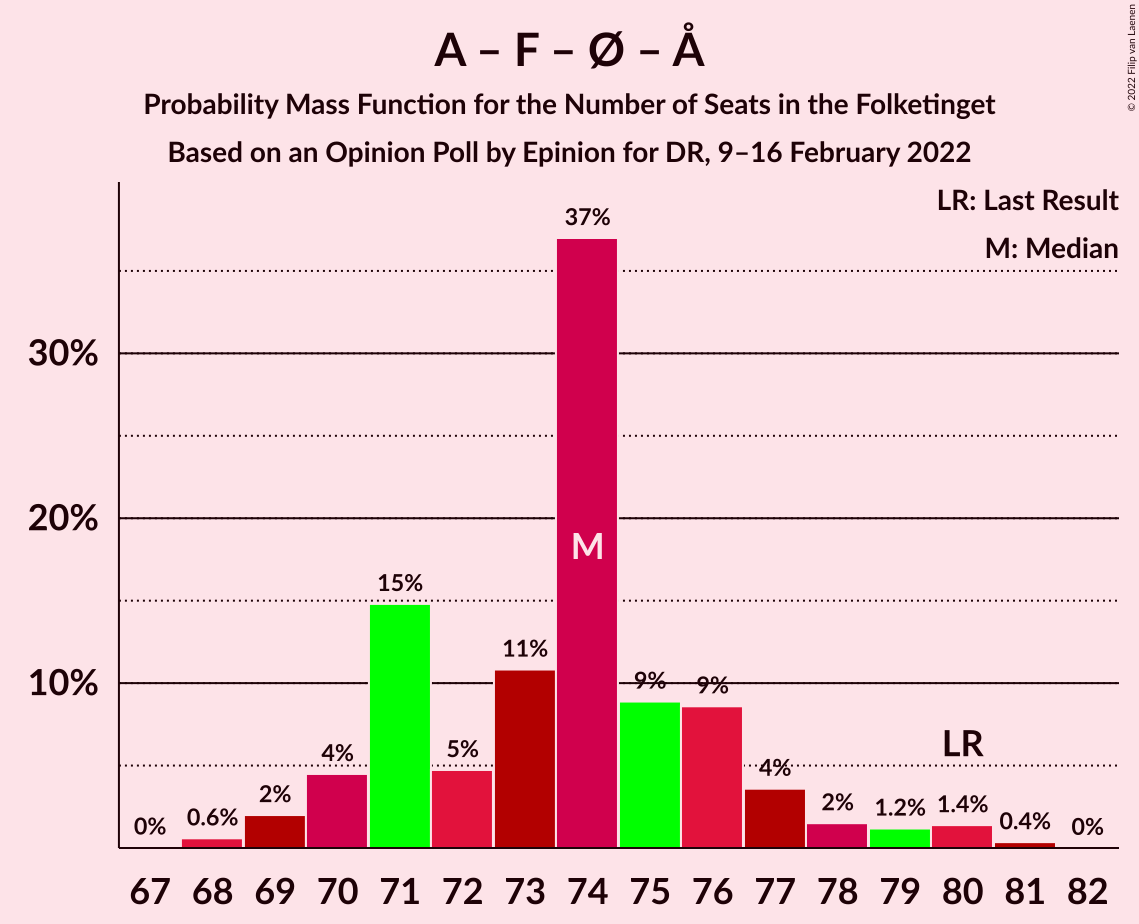 A – F – Ø – Å
Probability Mass Function for the Number of Seats in the Folketinget
Based on an Opinion Poll by Epinion for DR, 9–16 February 2022
© 2022 Filip van Laenen
LR: Last Result
M: Median
37%
30%
20%
M
15%
11%
10%
9%
9%
LR
4%
5%
4%
2%
2%
0%
0.6%
1.2%
1.4%
0.4%
0%
67 68 69 70 71 72 73 74 75 76 77 78 79 80 81 82